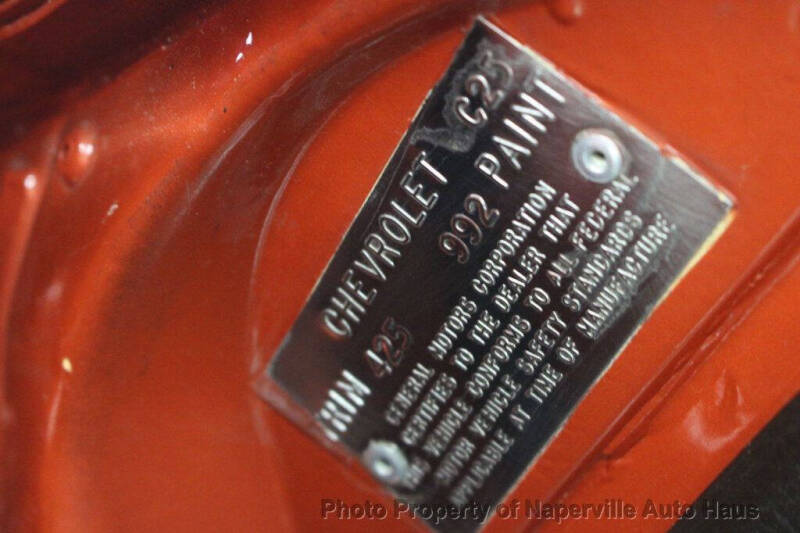 CHEVROLET C25
TRIM 425 992 PAINT
GENERAL MOTORS CORPORATION
CERTIFIES TO THE DEALER THAT
THIS VEHICLE CONFORMS TO ALL FEDERAL
MOTOR VEHICLE SAFETY STANDARDS
APPLICABLE AT TIME OF MANUFACTURE
Photo Property of Naperville Auto Haus